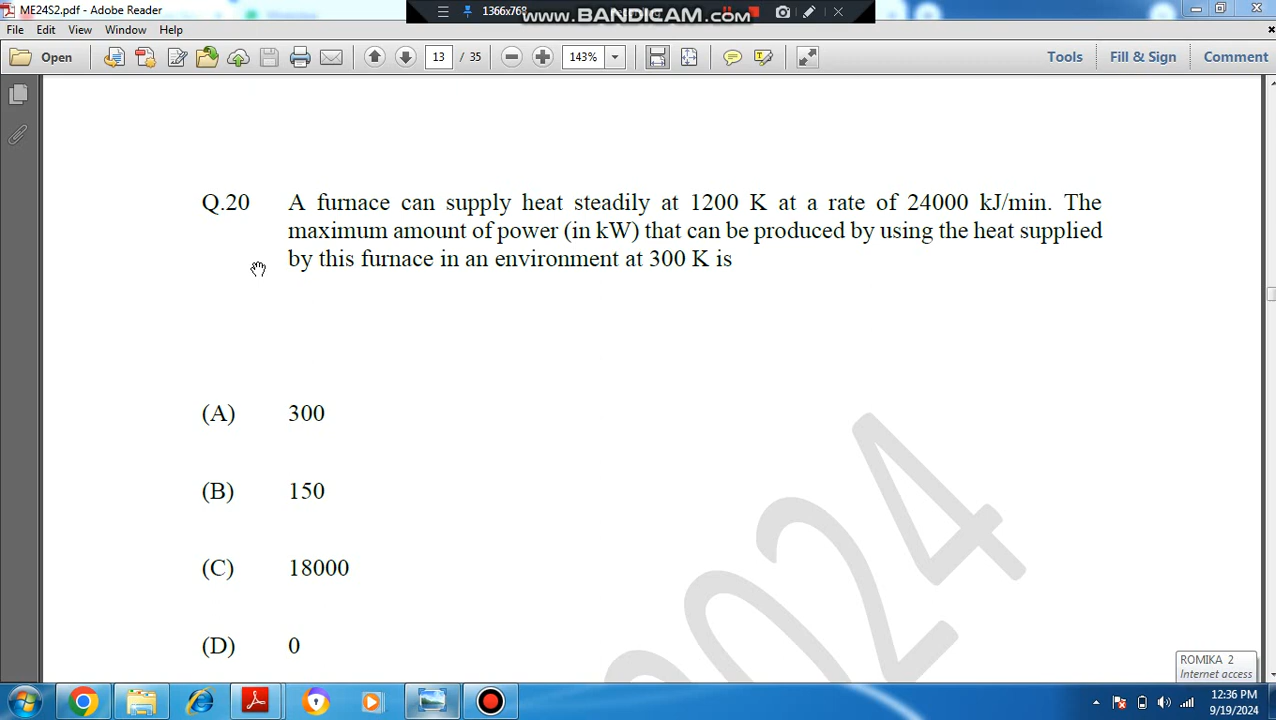 ME24S2.pdf - Adobe Reader
1366x768
www.BANDICAM.com
File Edit View Window Help
Open
13 / 35
143%
Tools Fill & Sign Comment
Q.20 A furnace can supply heat steadily at 1200 K at a rate of 24000 kJ/min. The
maximum amount of power (in kW) that can be produced by using the heat supplied
by this furnace in an environment at 300 K is
(A) 300
(B) 150
(C) 18000
(D) 0
2024
ROMIKA 2
Internet access
12:36 PM
9/19/2024